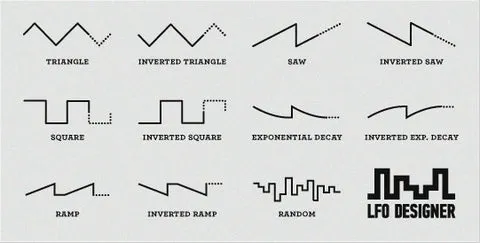 TRIANGLE
INVERTED TRIANGLE
SAW
INVERTED SAW
SQUARE
INVERTED SQUARE
EXPONENTIAL DECAY
INVERTED EXP. DECAY
RAMP
INVERTED RAMP
RANDOM
LFO DESIGNER